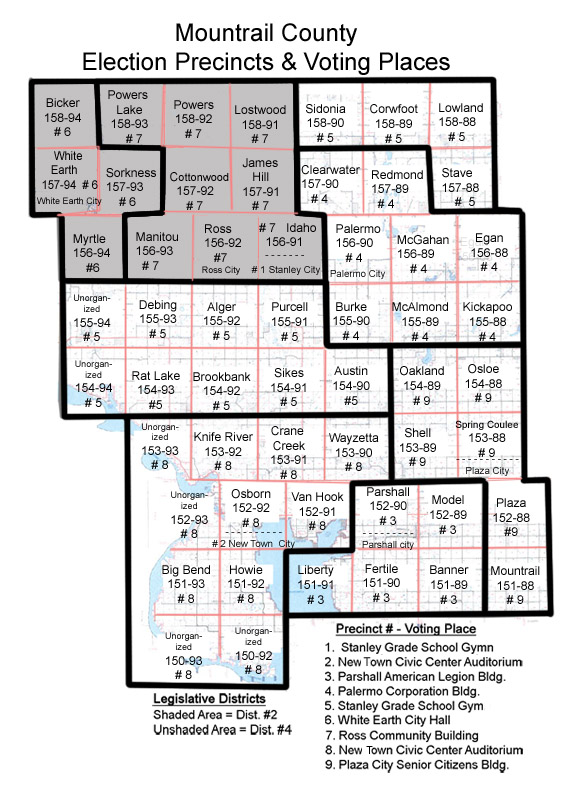 Mountrail County
Election Precincts & Voting Places
Bicker
158-94
# 6
Powers
Lake
158-93
# 7
Powers
158-92
# 7
Lostwood
158-91
# 7
Sidonia
158-90
# 5
Corwfoot
158-89
# 5
Lowland
158-88
# 5
White
Earth
157-94 # 6
White Earth City
Sorkness
157-93
# 6
Cottonwood
157-92
# 7
James
Hill
157-91
# 7
Clearwater
157-90
# 4
Redmond
157-89
# 4
Stave
157-88
# 5
Myrtle
156-94
#6
Manitou
156-93
# 7
Ross
156-92
#7
Ross City
# 7 Idaho
156-91
# 1 Stanley City
Palermo
156-90
# 4
Palermo City
McGahan
156-89
# 4
Egan
156-88
# 4
Unorgan-
ized
155-94
# 5
Debing
155-93
# 5
Alger
155-92
# 5
Purcell
155-91
# 5
Burke
155-90
# 4
McAlmond
155-89
# 4
Kickapoo
155-88
# 4
Unorgan-
ized
154-94
# 5
Rat Lake
154-93
#5
Brookbank
154-92
# 5
Sikes
154-91
# 5
Austin
154-90
#5
Oakland
154-89
# 9
Osloe
154-88
# 9
Unorgan-
ized
153-93
# 8
Knife River
153-92
# 8
Crane
Creek
153-91
# 8
Wayzetta
153-90
# 8
Shell
153-89
# 9
Spring Coulee
153-88
# 9
Plaza City
Unorgan-
ized
152-93
# 8
Osborn
152-92
# 8
# 2 New Town City
Van Hook
152-91
# 8
Parshall
152-90
# 3
Parshall city
Model
152-89
# 3
Plaza
152-88
#9
Big Bend
151-93
# 8
Howie
151-92
# 8
Liberty
151-91
# 3
Fertile
151-90
# 3
Banner
151-89
# 3
Mountrail
151-88
# 9
Unorgan-
ized
150-93
# 8
Unorgan-
ized
150-92
# 8
Legislative Districts
Shaded Area = Dist. #2
Unshaded Area = Dist. #4
Precinct # - Voting Place
1. Stanley Grade School Gymn
2. New Town Civic Center Auditorium
3. Parshall American Legion Bldg.
4. Palermo Corporation Bldg.
5. Stanley Grade School Gym
6. White Earth City Hall
7. Ross Community Building
8. New Town Civic Center Auditorium
9. Plaza City Senior Citizens Bldg.